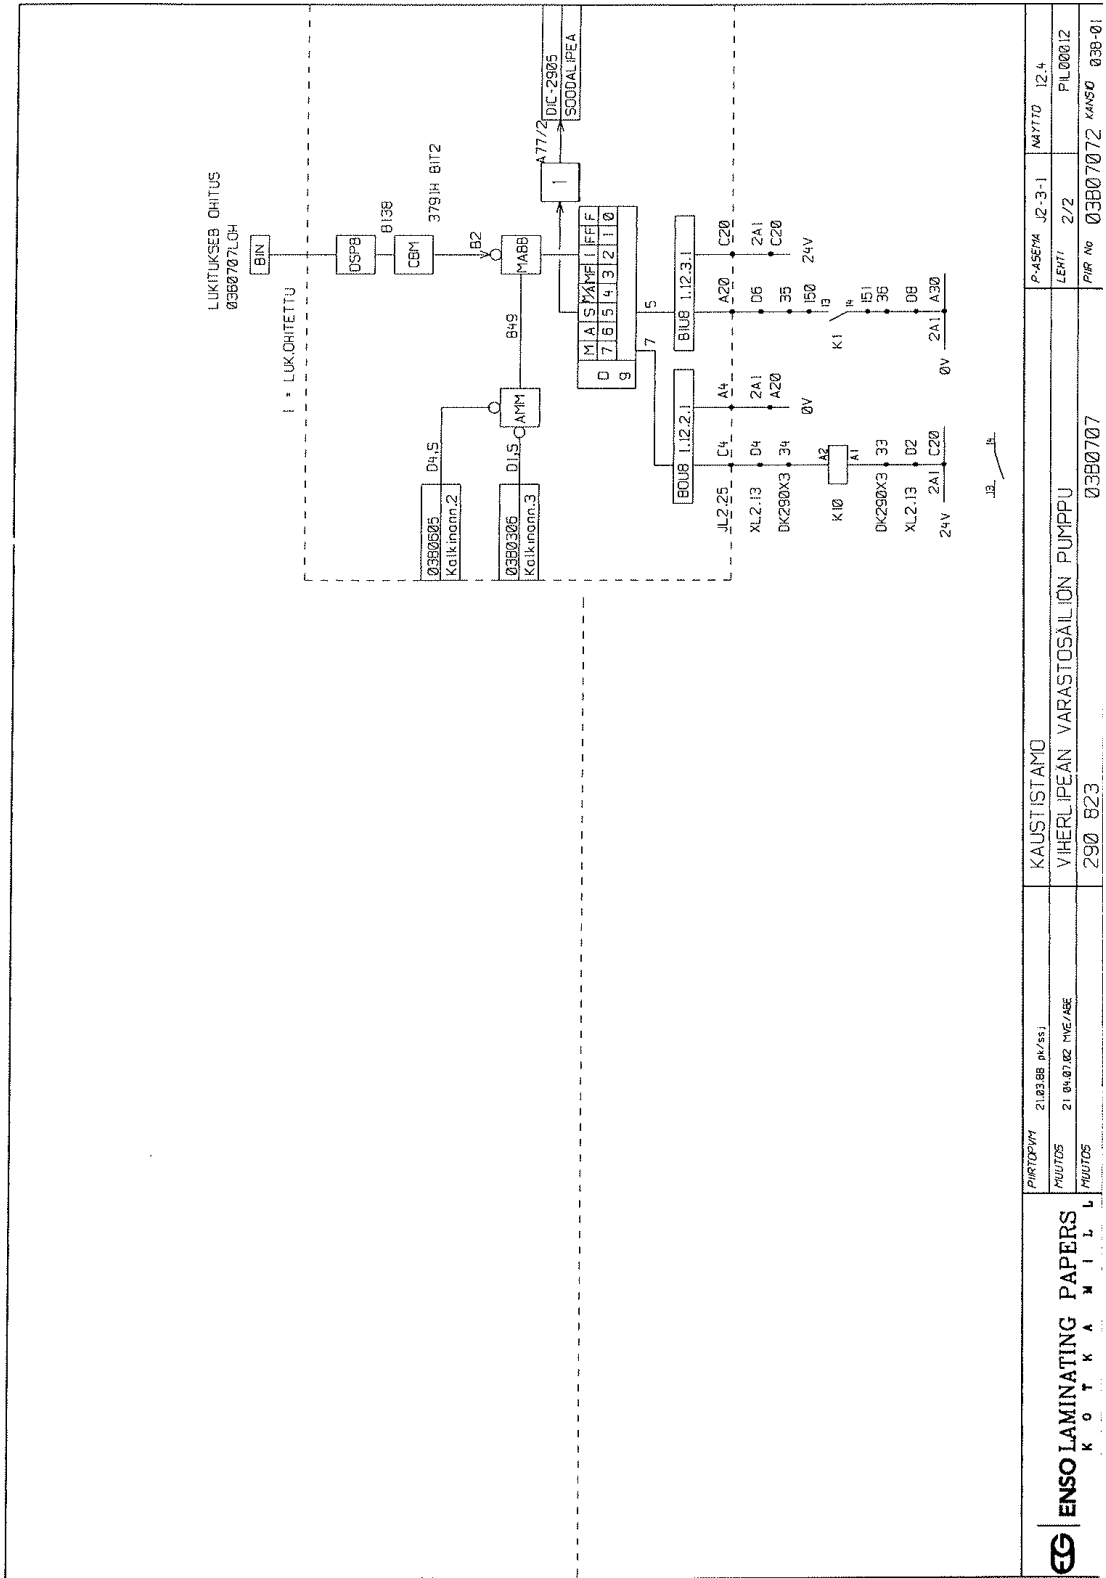 LUKITUKSEB OHITUS
03B0707LOH
BIN
1 = LUK.OHITETTU
DSPB
B138
CBM
3791H BIT2
B2
MABB
B49
AMM
D4,5
D1,5
03B0605
Kalkinann.2
03B0306
Kalkinann.3
DIC-2905
SOODALIPEA
A77/2
1
M A S M/A MF I FF F
7 6 5 4 3 2 1 0
D
9
7
5
BOU8 1.12.2.1
BIU8 1.12.3.1
JL2.25 C4 A4 A20 C20
XL2.13 D4 2A1 D6 2A1
DK290X3 34 A20 35 C20
0V 150 24V
K10 A2 A1
K1 13 14
DK290X3 33 151
36
XL2.13 D2 D8
2A1 C20 2A1 A30
24V 0V
13 14
ENSO LAMINATING PAPERS
KOTKA MILL
PIIRTOPVM 21.03.88 pk/ssj
MUUTOS 21 04.07.02 MVE/ABE
MUUTOS
KAUSTISTAMO
VIHERLIPEÄN VARASTOSÄILIÖN PUMPPU
290 823 03B0707
P-ASEMA J2-3-1 NÄYTTÖ 12.4
LEHTI 2/2 PIL00012
PIIR No 03B07072 KANSIO 038-01